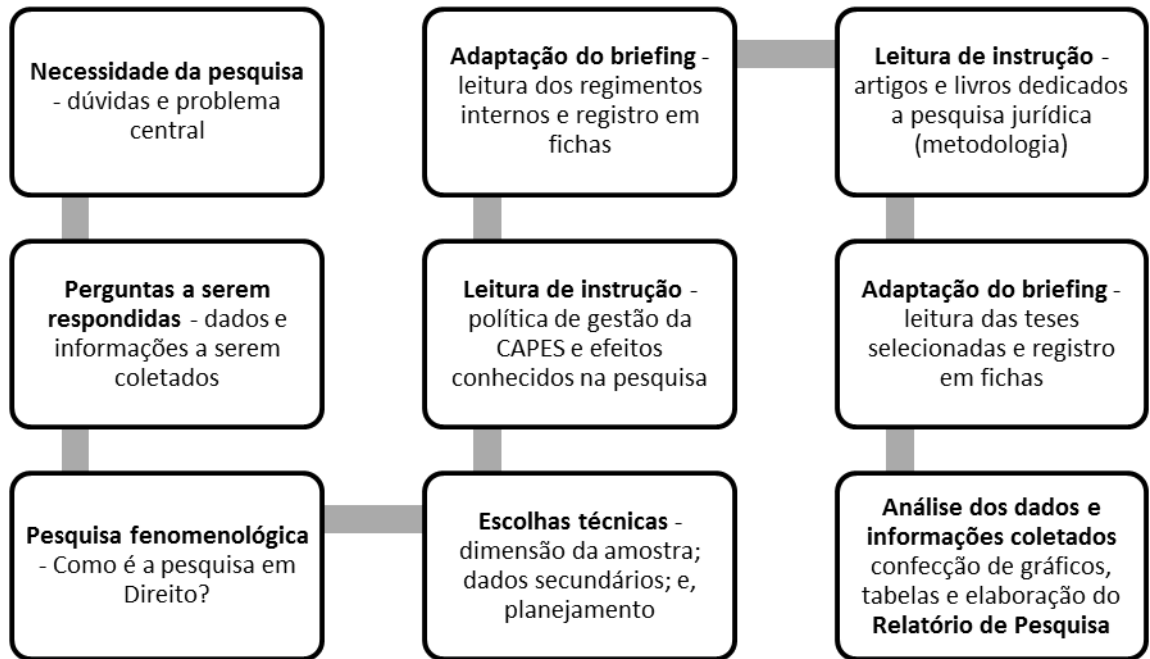 Necessidade da pesquisa
- dúvidas e problema
central
Perguntas a serem
respondidas - dados e
informações a serem
coletados
Pesquisa fenomenológica
- Como é a pesquisa em
Direito?
Escolhas técnicas -
dimensão da amostra;
dados secundários; e,
planejamento
Leitura de instrução -
política de gestão da
CAPES e efeitos
conhecidos na pesquisa
Adaptação do briefing -
leitura dos regimentos
internos e registro em
fichas
Leitura de instrução -
artigos e livros dedicados
a pesquisa jurídica
(metodologia)
Adaptação do briefing -
leitura das teses
selecionadas e registro
em fichas
Análise dos dados e
informações coletados
confecção de gráficos,
tabelas e elaboração do
Relatório de Pesquisa